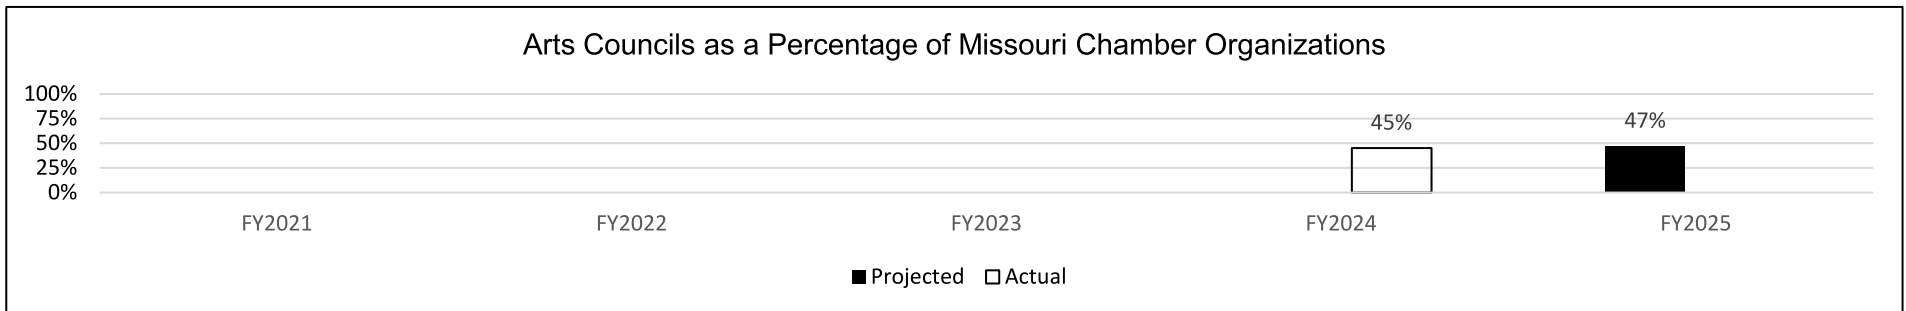 Arts Councils as a Percentage of Missouri Chamber Organizations
100%
75%
50%
25%
0%
45%
47%
FY2021
FY2022
FY2023
FY2024
FY2025
Projected
Actual